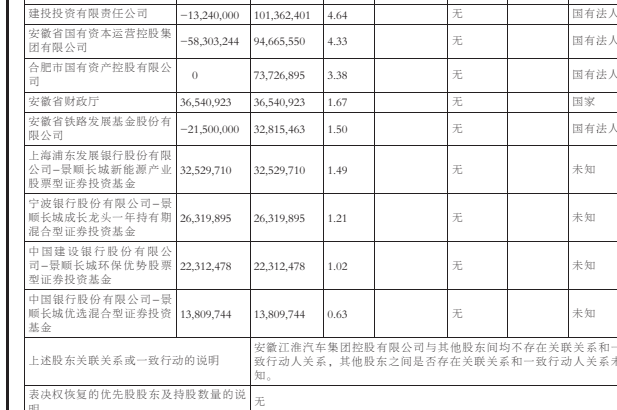 建投投资有限责任公司 -13,240,000 101,362,401 4.64 无 国有法人
安徽省国有资本运营控股集
团有限公司 -58,303,244 94,665,550 4.33 无 国有法人
合肥市国有资产控股有限公
司 0 73,726,895 3.38 无 国有法人
安徽省财政厅 36,540,923 36,540,923 1.67 无 国家
安徽省铁路发展基金股份有
限公司 -21,500,000 32,815,463 1.50 无 国有法人
上海浦东发展银行股份有限
公司-景顺长城新能源产业
股票型证券投资基金 32,529,710 32,529,710 1.49 无 未知
宁波银行股份有限公司-景
顺长城成长龙头一年持有期
混合型证券投资基金 26,319,895 26,319,895 1.21 无 未知
中国建设银行股份有限公
司-景顺长城环保优势股票
型证券投资基金 22,312,478 22,312,478 1.02 无 未知
中国银行股份有限公司-景
顺长城优选混合型证券投资
基金 13,809,744 13,809,744 0.63 无 未知
上述股东关联关系或一致行动的说明
安徽江淮汽车集团控股有限公司与其他股东间均不存在关联关系和一
致行动人关系，其他股东之间是否存在关联关系和一致行动人关系未
知。
表决权恢复的优先股股东及持股数量的说
明 无